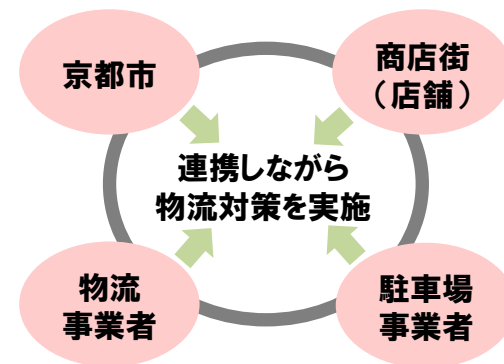 京都市
商店街
（店舗）
連携しながら
物流対策を実施
物流
事業者
駐車場
事業者